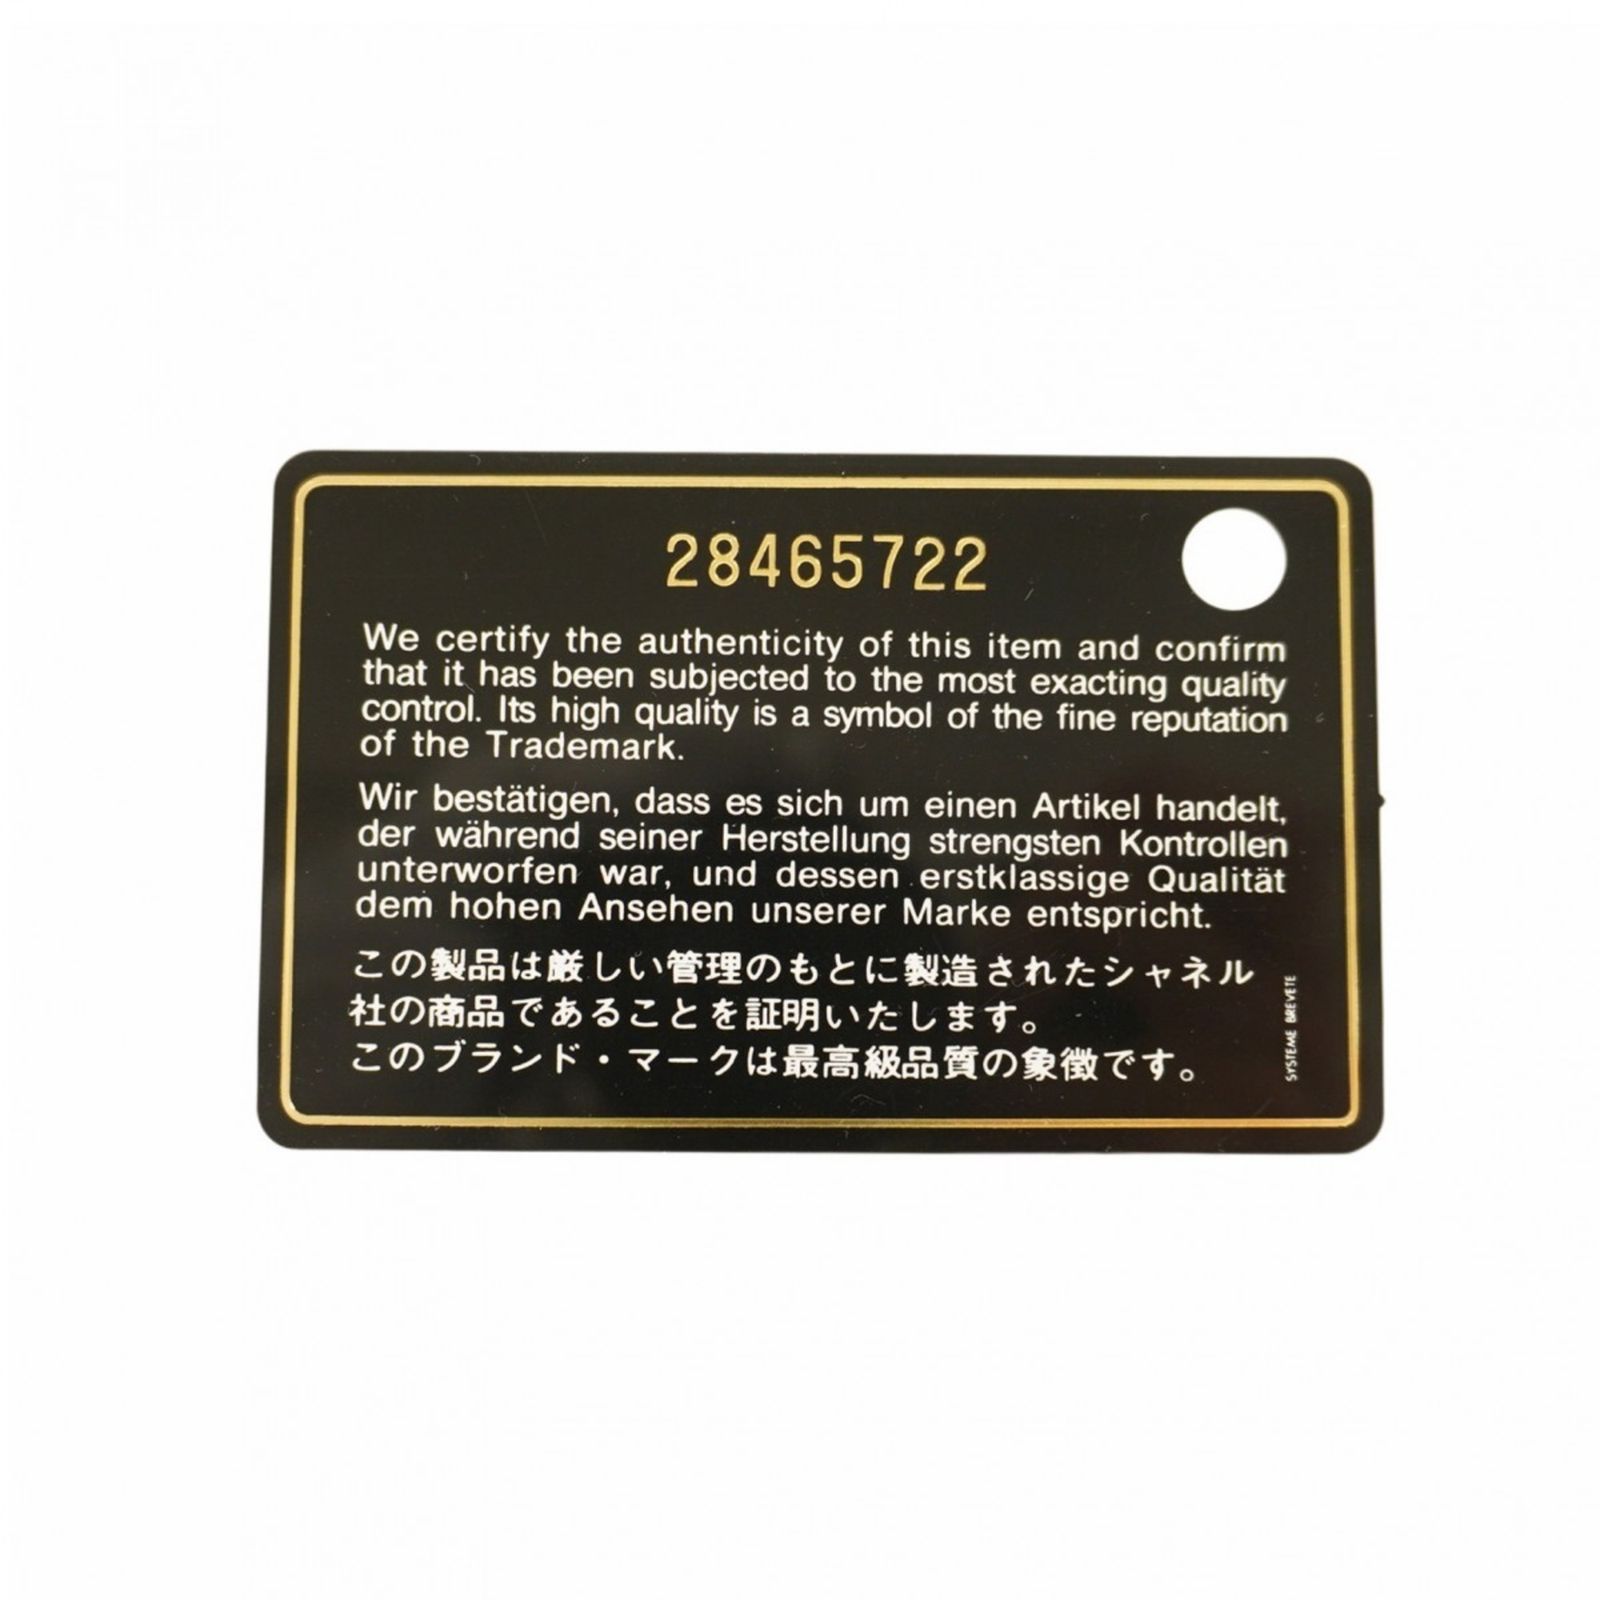 28465722
We certify the authenticity of this item and confirm
that it has been subjected to the most exacting quality
control. Its high quality is a symbol of the fine reputation
of the Trademark.
Wir bestätigen, dass es sich um einen Artikel handelt,
der während seiner Herstellung strengsten Kontrollen
unterworfen war, und dessen erstklassige Qualität
dem hohen Ansehen unserer Marke entspricht.
この製品は厳しい管理のもとに製造されたシャネル
社の商品であることを証明いたします。
このブランド・マークは最高級品質の象徴です。
SYSTEME BREVETE